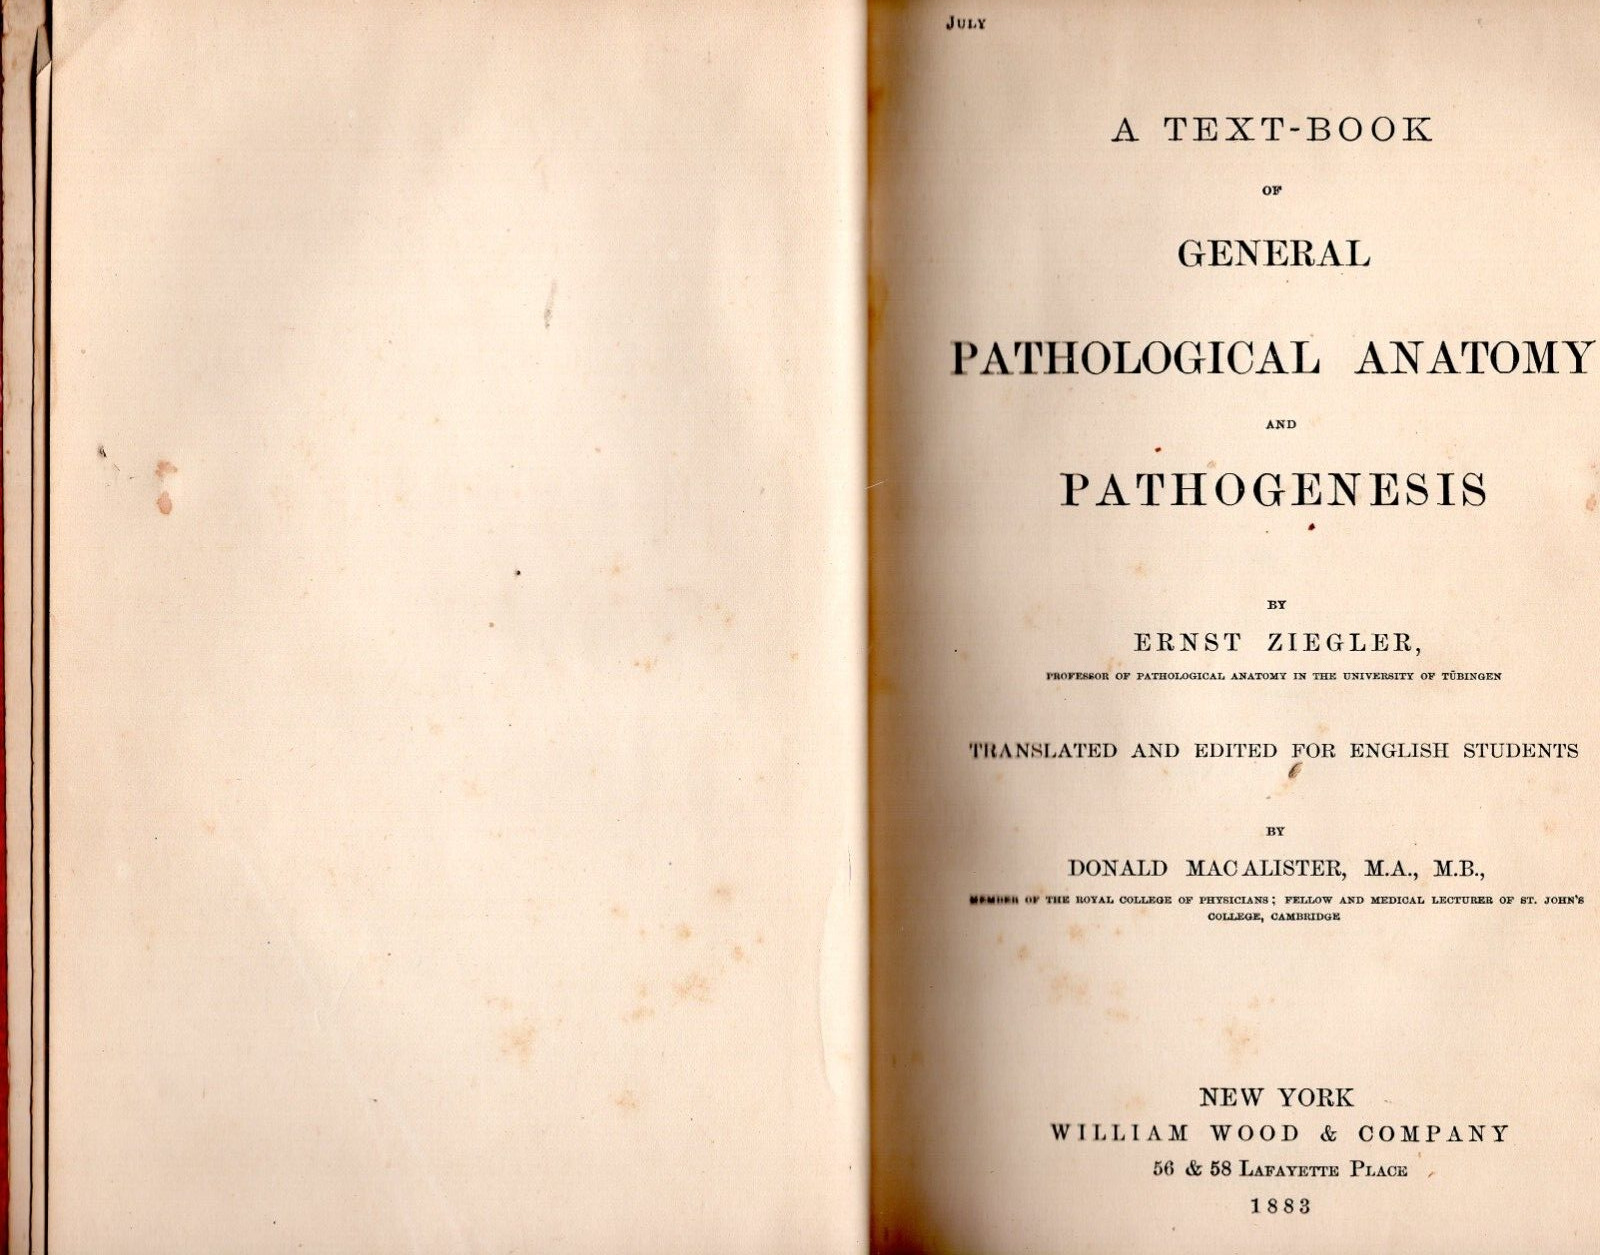 JULY
A TEXT-BOOK
OF
GENERAL
PATHOLOGICAL ANATOMY
AND
PATHOGENESIS
BY
ERNST ZIEGLER,
PROFESSOR OF PATHOLOGICAL ANATOMY IN THE UNIVERSITY OF TÜBINGEN
TRANSLATED AND EDITED FOR ENGLISH STUDENTS
BY
DONALD MACALISTER, M.A., M.B.,
MEMBER OF THE ROYAL COLLEGE OF PHYSICIANS; FELLOW AND MEDICAL LECTURER OF ST. JOHN'S
COLLEGE, CAMBRIDGE
NEW YORK
WILLIAM WOOD & COMPANY
56 & 58 LAFAYETTE PLACE
1883